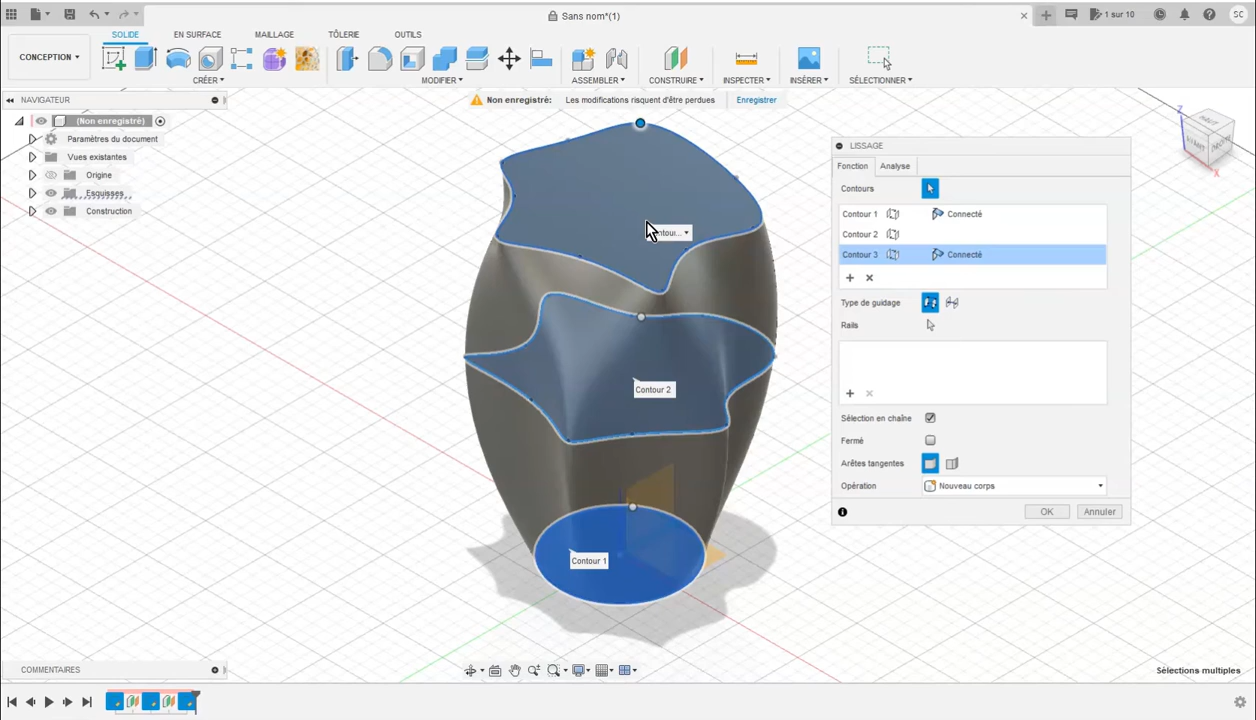 Sans nom*(1)
1 sur 10
SC
CONCEPTION
SOLIDE
EN SURFACE
MAILLAGE
TÔLERIE
OUTILS
CRÉER
MODIFIER
ASSEMBLER
CONSTRUIRE
INSPECTER
INSÉRER
SÉLECTIONNER
NAVIGATEUR
Non enregistré: Les modifications risquent d'être perdues Enregistrer
(Non enregistré)
Paramètres du document
Vues existantes
Origine
Esquisses
Construction
Z
HAUT
X
LISSAGE
Fonction Analyse
Contours
Contour 1 Connecté
Contour 2
Contour 3 Connecté
Type de guidage
Rails
Sélection en chaîne
Fermé
Arêtes tangentes
Opération Nouveau corps
OK Annuler
Contour 2
Contour 1
COMMENTAIRES
Sélections multiples